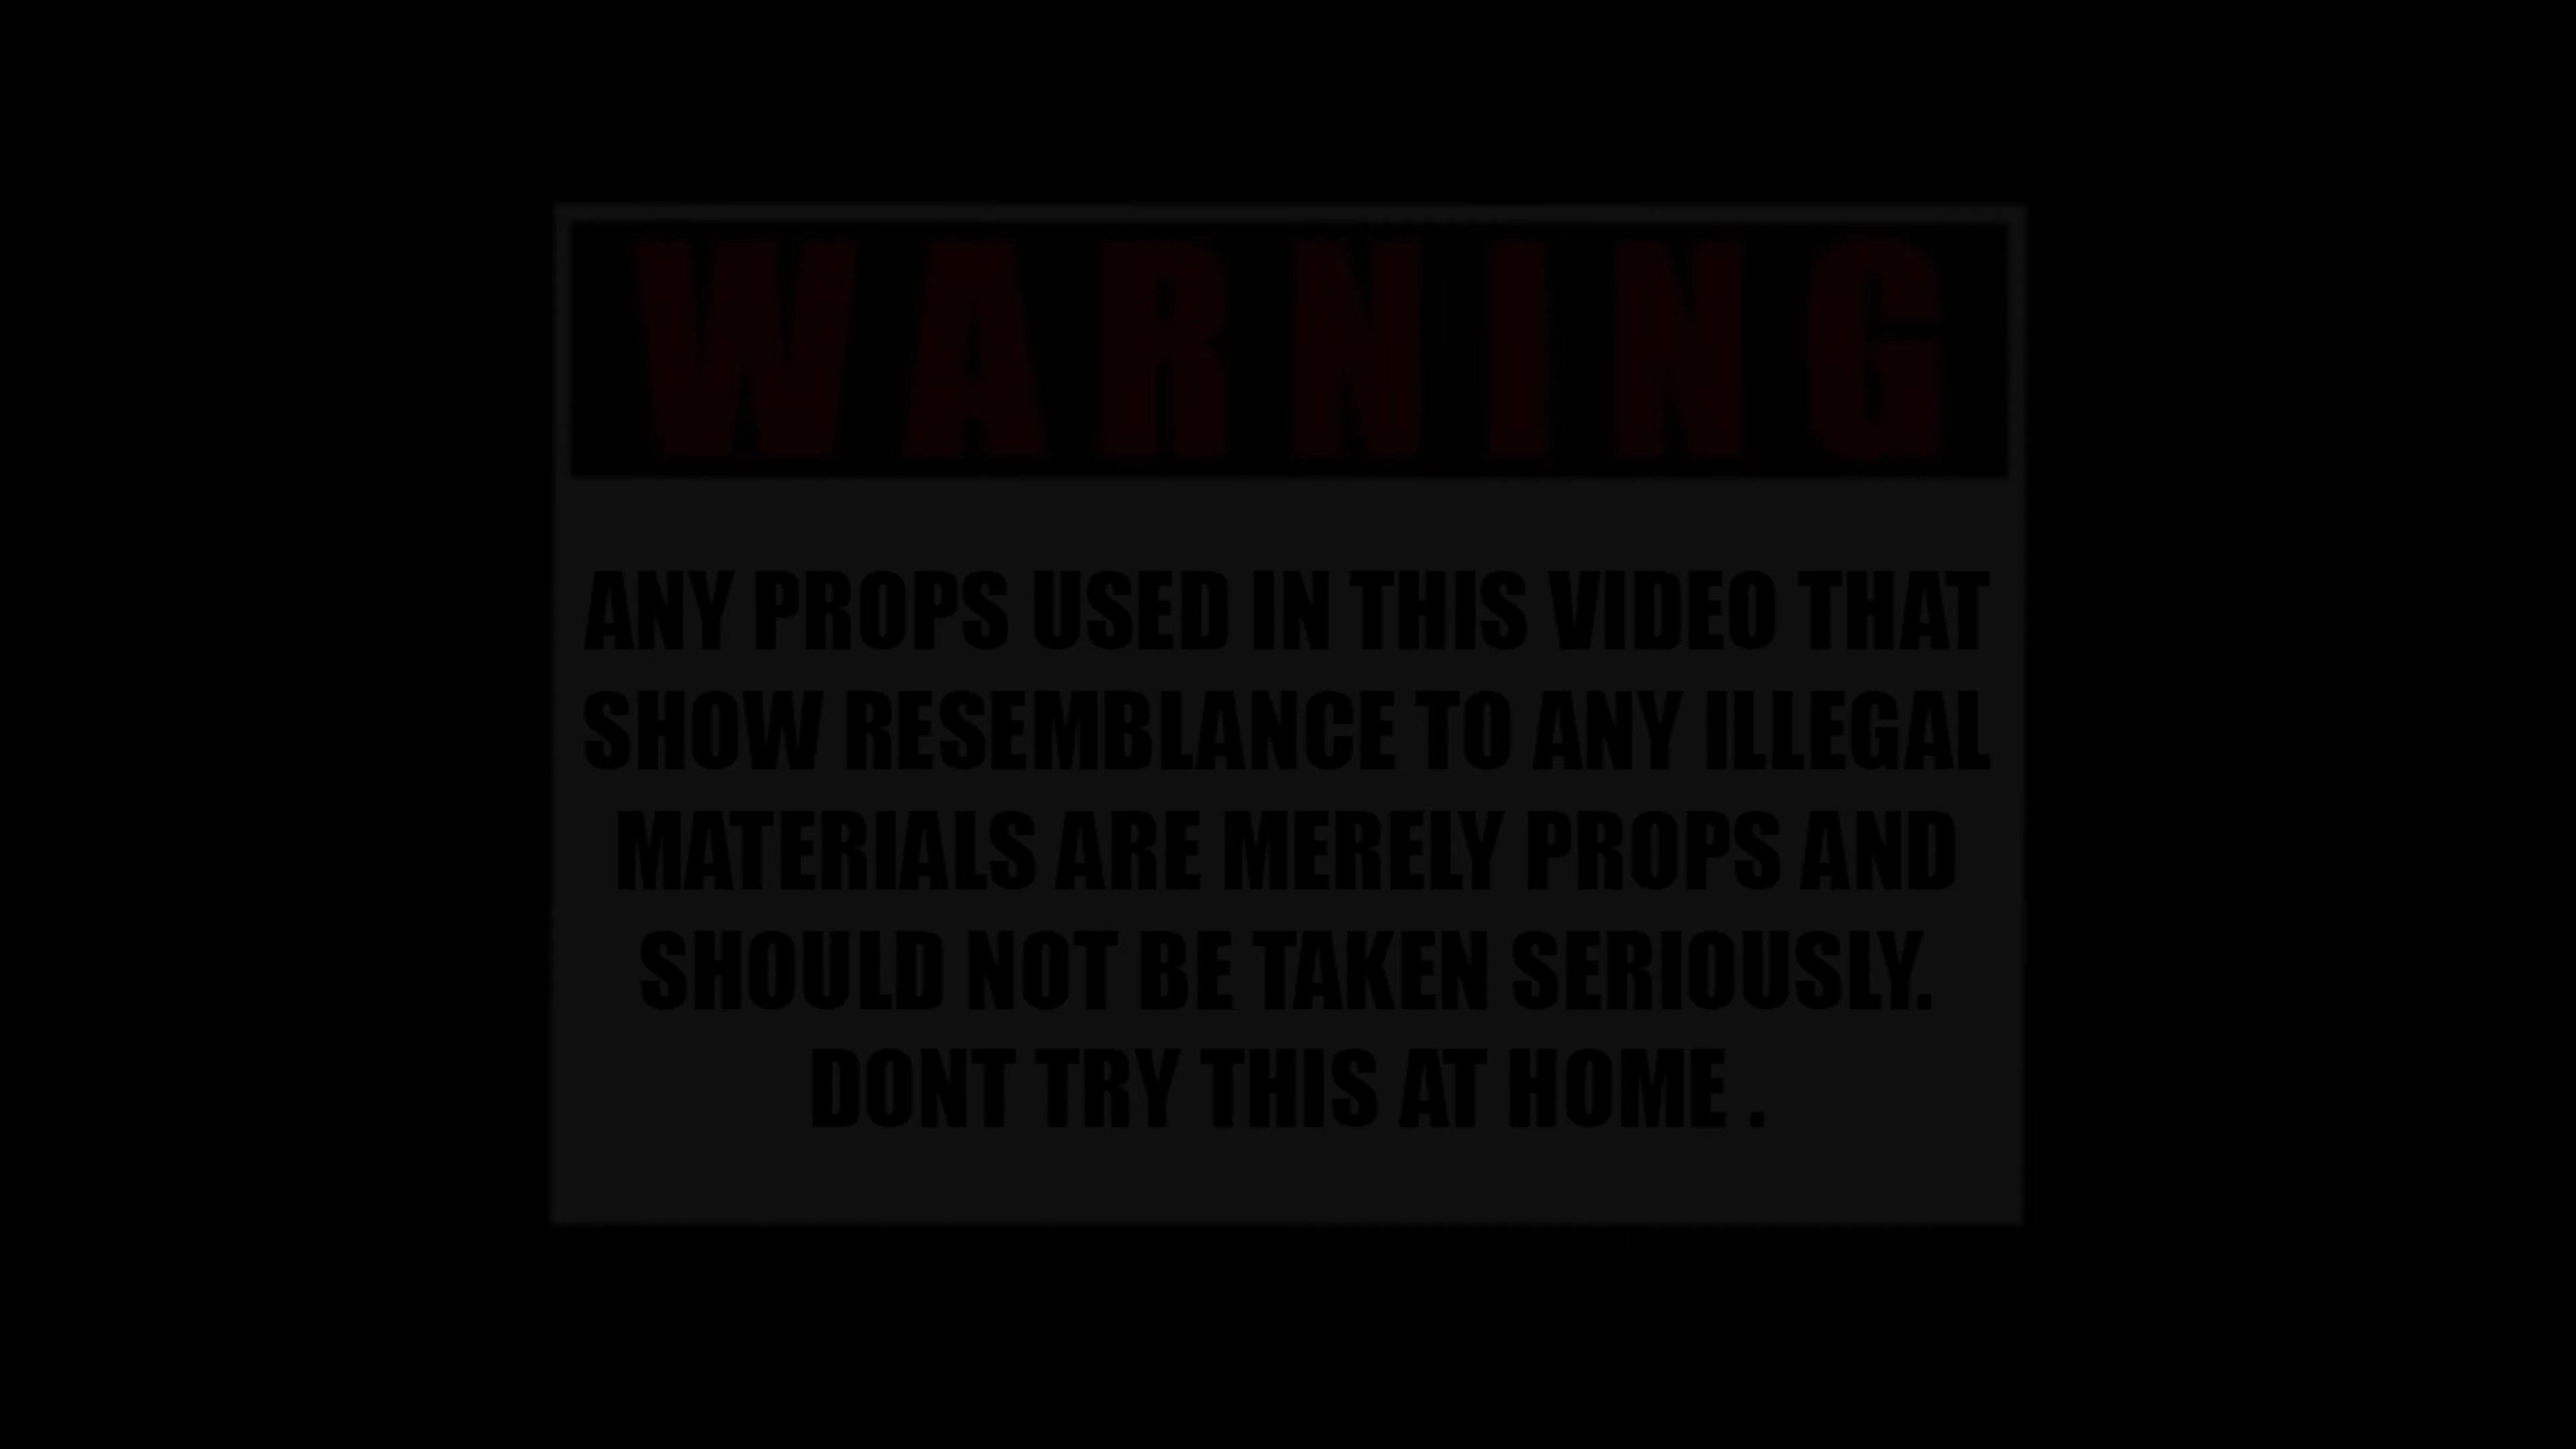 WARNING
ANY PROPS USED IN THIS VIDEO THAT
SHOW RESEMBLANCE TO ANY ILLEGAL
MATERIALS ARE MERELY PROPS AND
SHOULD NOT BE TAKEN SERIOUSLY.
DONT TRY THIS AT HOME .